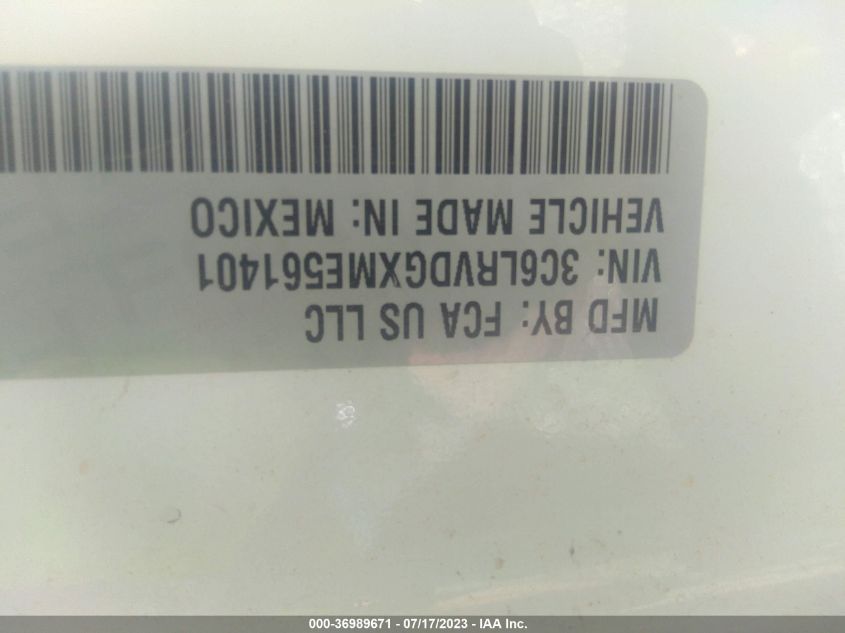 MFD BY: FCA US LLC
VIN: 3C6LRVDGXME561401
VEHICLE MADE IN: MEXICO
000-36989671 - 07/17/2023 - IAA Inc.